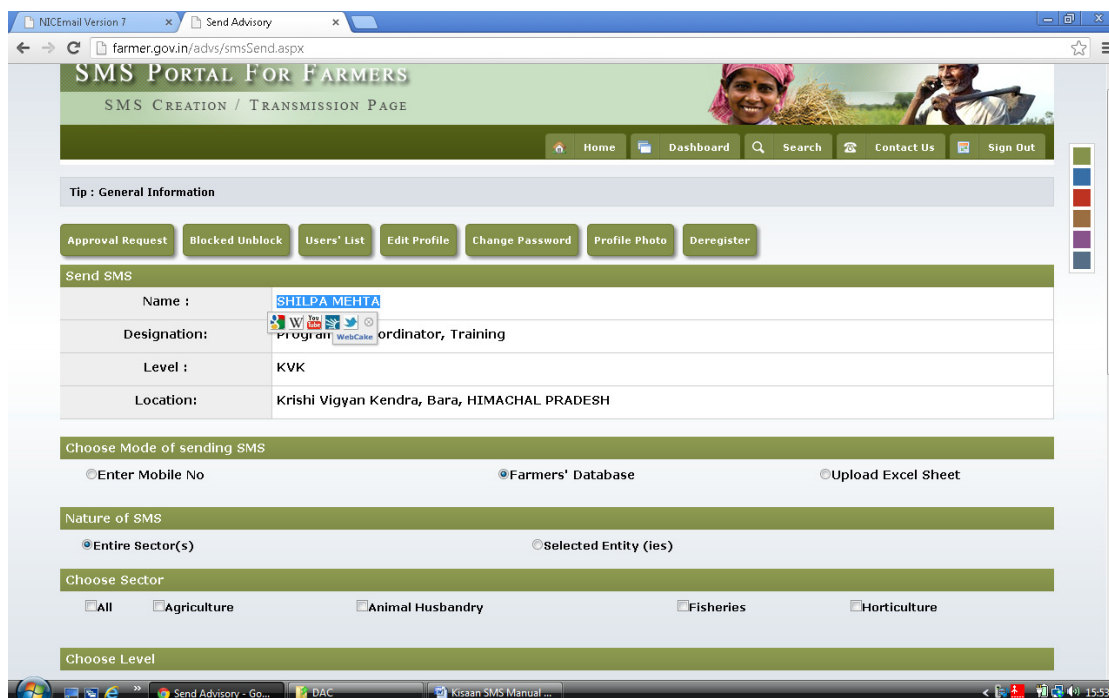 NICEmail Version 7 × Send Advisory ×
farmer.gov.in/advs/smsSend.aspx
SMS PORTAL FOR FARMERS
SMS CREATION / TRANSMISSION PAGE
Home Dashboard Search Contact Us Sign Out
Tip : General Information
Approval Request Blocked Unblock Users' List Edit Profile Change Password Profile Photo Deregister
Send SMS
Name : SHILPA MEHTA
W You Tube
WebCake
Designation: ordinator, Training
Level : KVK
Location: Krishi Vigyan Kendra, Bara, HIMACHAL PRADESH
Choose Mode of sending SMS
Enter Mobile No Farmers' Database Upload Excel Sheet
Nature of SMS
Entire Sector(s) Selected Entity (ies)
Choose Sector
All Agriculture Animal Husbandry Fisheries Horticulture
Choose Level
Send Advisory - Go... DAC Kisaan SMS Manual ... 15:53